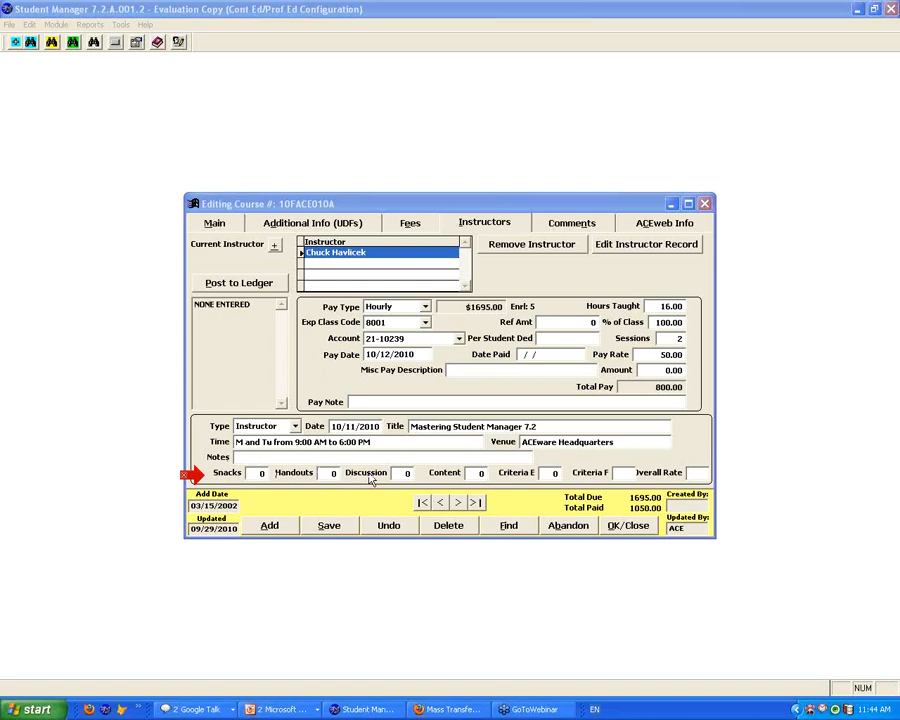 Student Manager 7.2.A.001.2 - Evaluation Copy (Cont Ed/Prof Ed Configuration)
File Edit Module Reports Tools Help
Editing Course #: 10FACE010A
Main Additional Info (UDFs) Fees Instructors Comments ACEweb Info
Current Instructor + Instructor Remove Instructor Edit Instructor Record
Chuck Havlicek
Post to Ledger
NONE ENTERED
Pay Type Hourly $1695.00 Enrl: 5 Hours Taught 16.00
Exp Class Code 8001 Ref Amt 0 % of Class 100.00
Account 21-10239 Per Student Ded Sessions 2
Pay Date 10/12/2010 Date Paid / / Pay Rate 50.00
Misc Pay Description Amount 0.00
Total Pay 800.00
Pay Note
Type Instructor Date 10/11/2010 Title Mastering Student Manager 7.2
Time M and Tu from 9:00 AM to 6:00 PM Venue ACEware Headquarters
Notes
Snacks 0 Handouts 0 Discussion 0 Content 0 Criteria E 0 Criteria F Overall Rate
Add Date |< < > >| Total Due 1695.00 Created By:
03/15/2002 Total Paid 1050.00
Updated Updated By:
09/29/2010 Add Save Undo Delete Find Abandon OK/Close ACE
NUM
start 2 Google Talk 2 Microsoft ... Student Man... Mass Transfe... GoToWebinar EN 11:44 AM